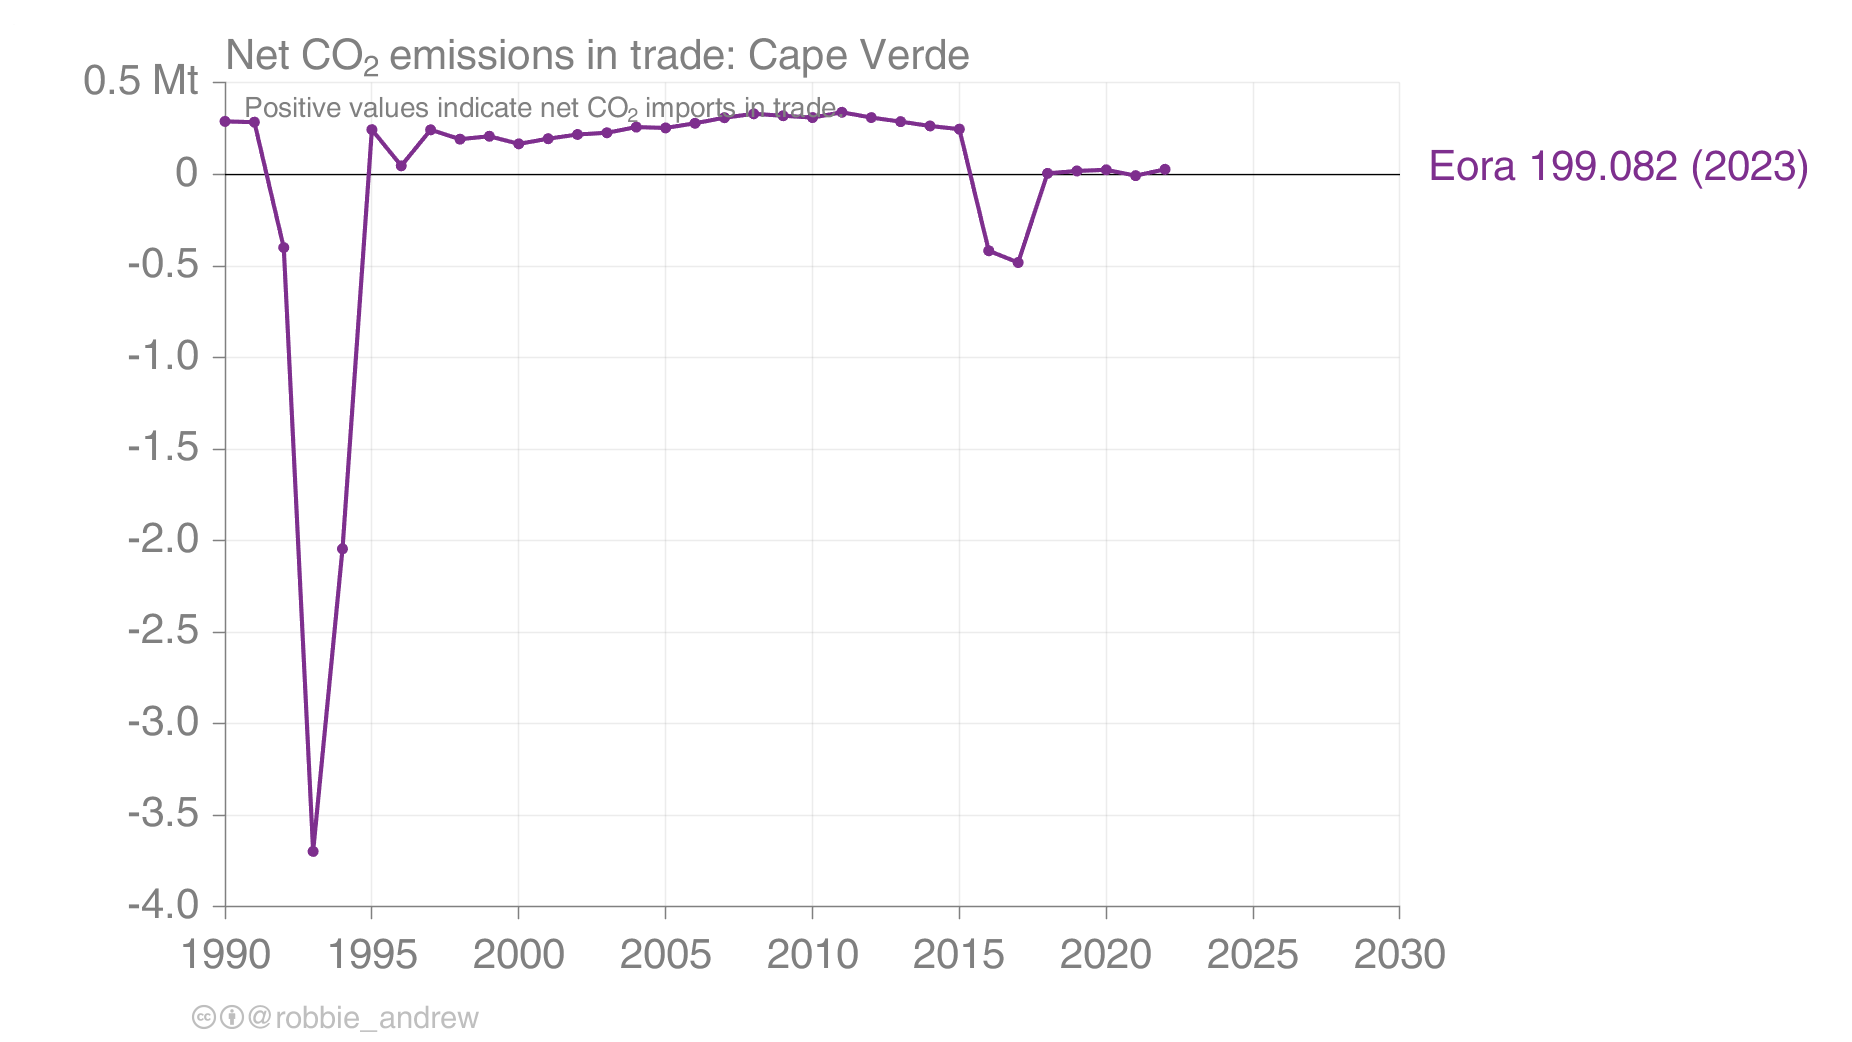 Net CO₂ emissions in trade: Cape Verde
0.5 Mt
Positive values indicate net CO₂ imports in trade
0
Eora 199.082 (2023)
-0.5
-1.0
-1.5
-2.0
-2.5
-3.0
-3.5
-4.0
1990 1995 2000 2005 2010 2015 2020 2025 2030
cc @robbie_andrew